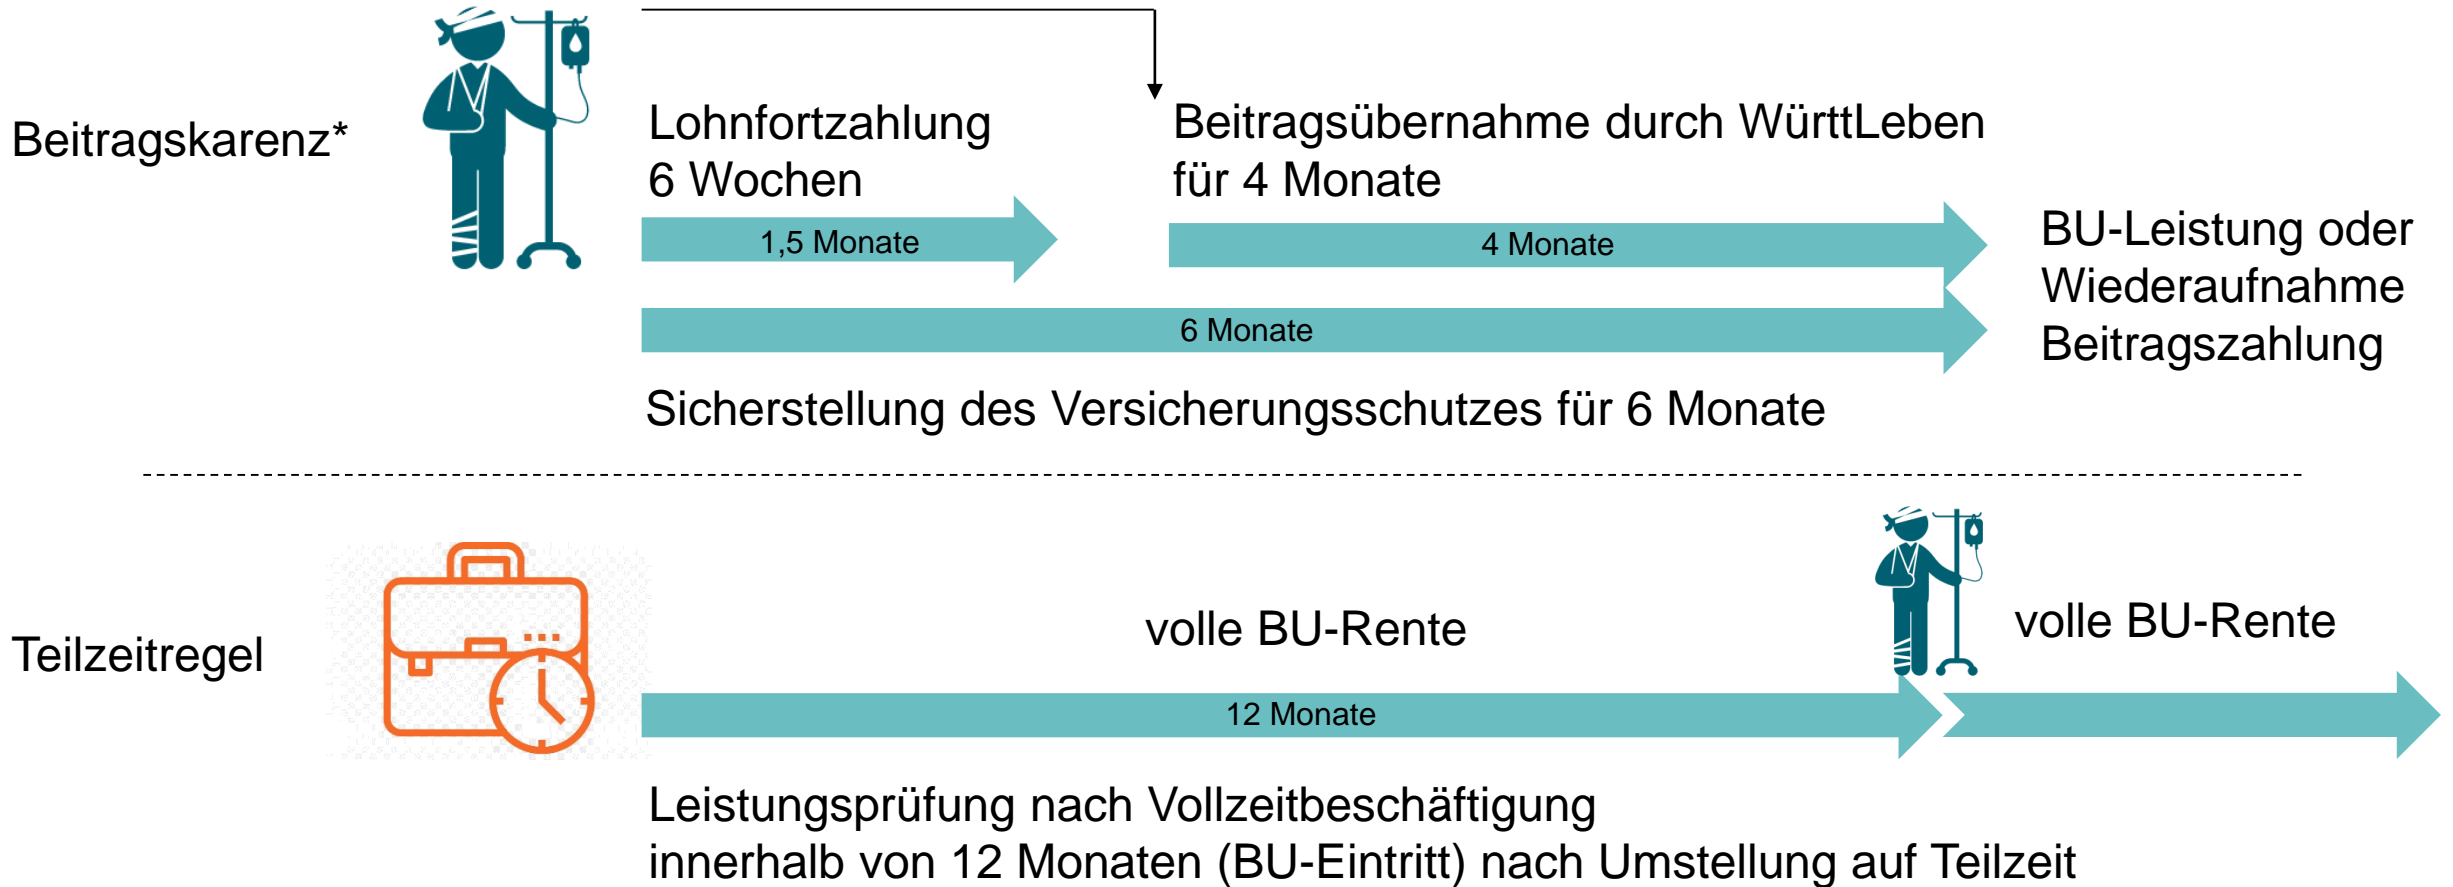 Beitragskarenz*
Lohnfortzahlung
6 Wochen
1,5 Monate
Beitragsübernahme durch WürttLeben
für 4 Monate
4 Monate
6 Monate
BU-Leistung oder
Wiederaufnahme
Beitragszahlung
Sicherstellung des Versicherungsschutzes für 6 Monate
Teilzeitregel
volle BU-Rente
12 Monate
volle BU-Rente
Leistungsprüfung nach Vollzeitbeschäftigung
innerhalb von 12 Monaten (BU-Eintritt) nach Umstellung auf Teilzeit